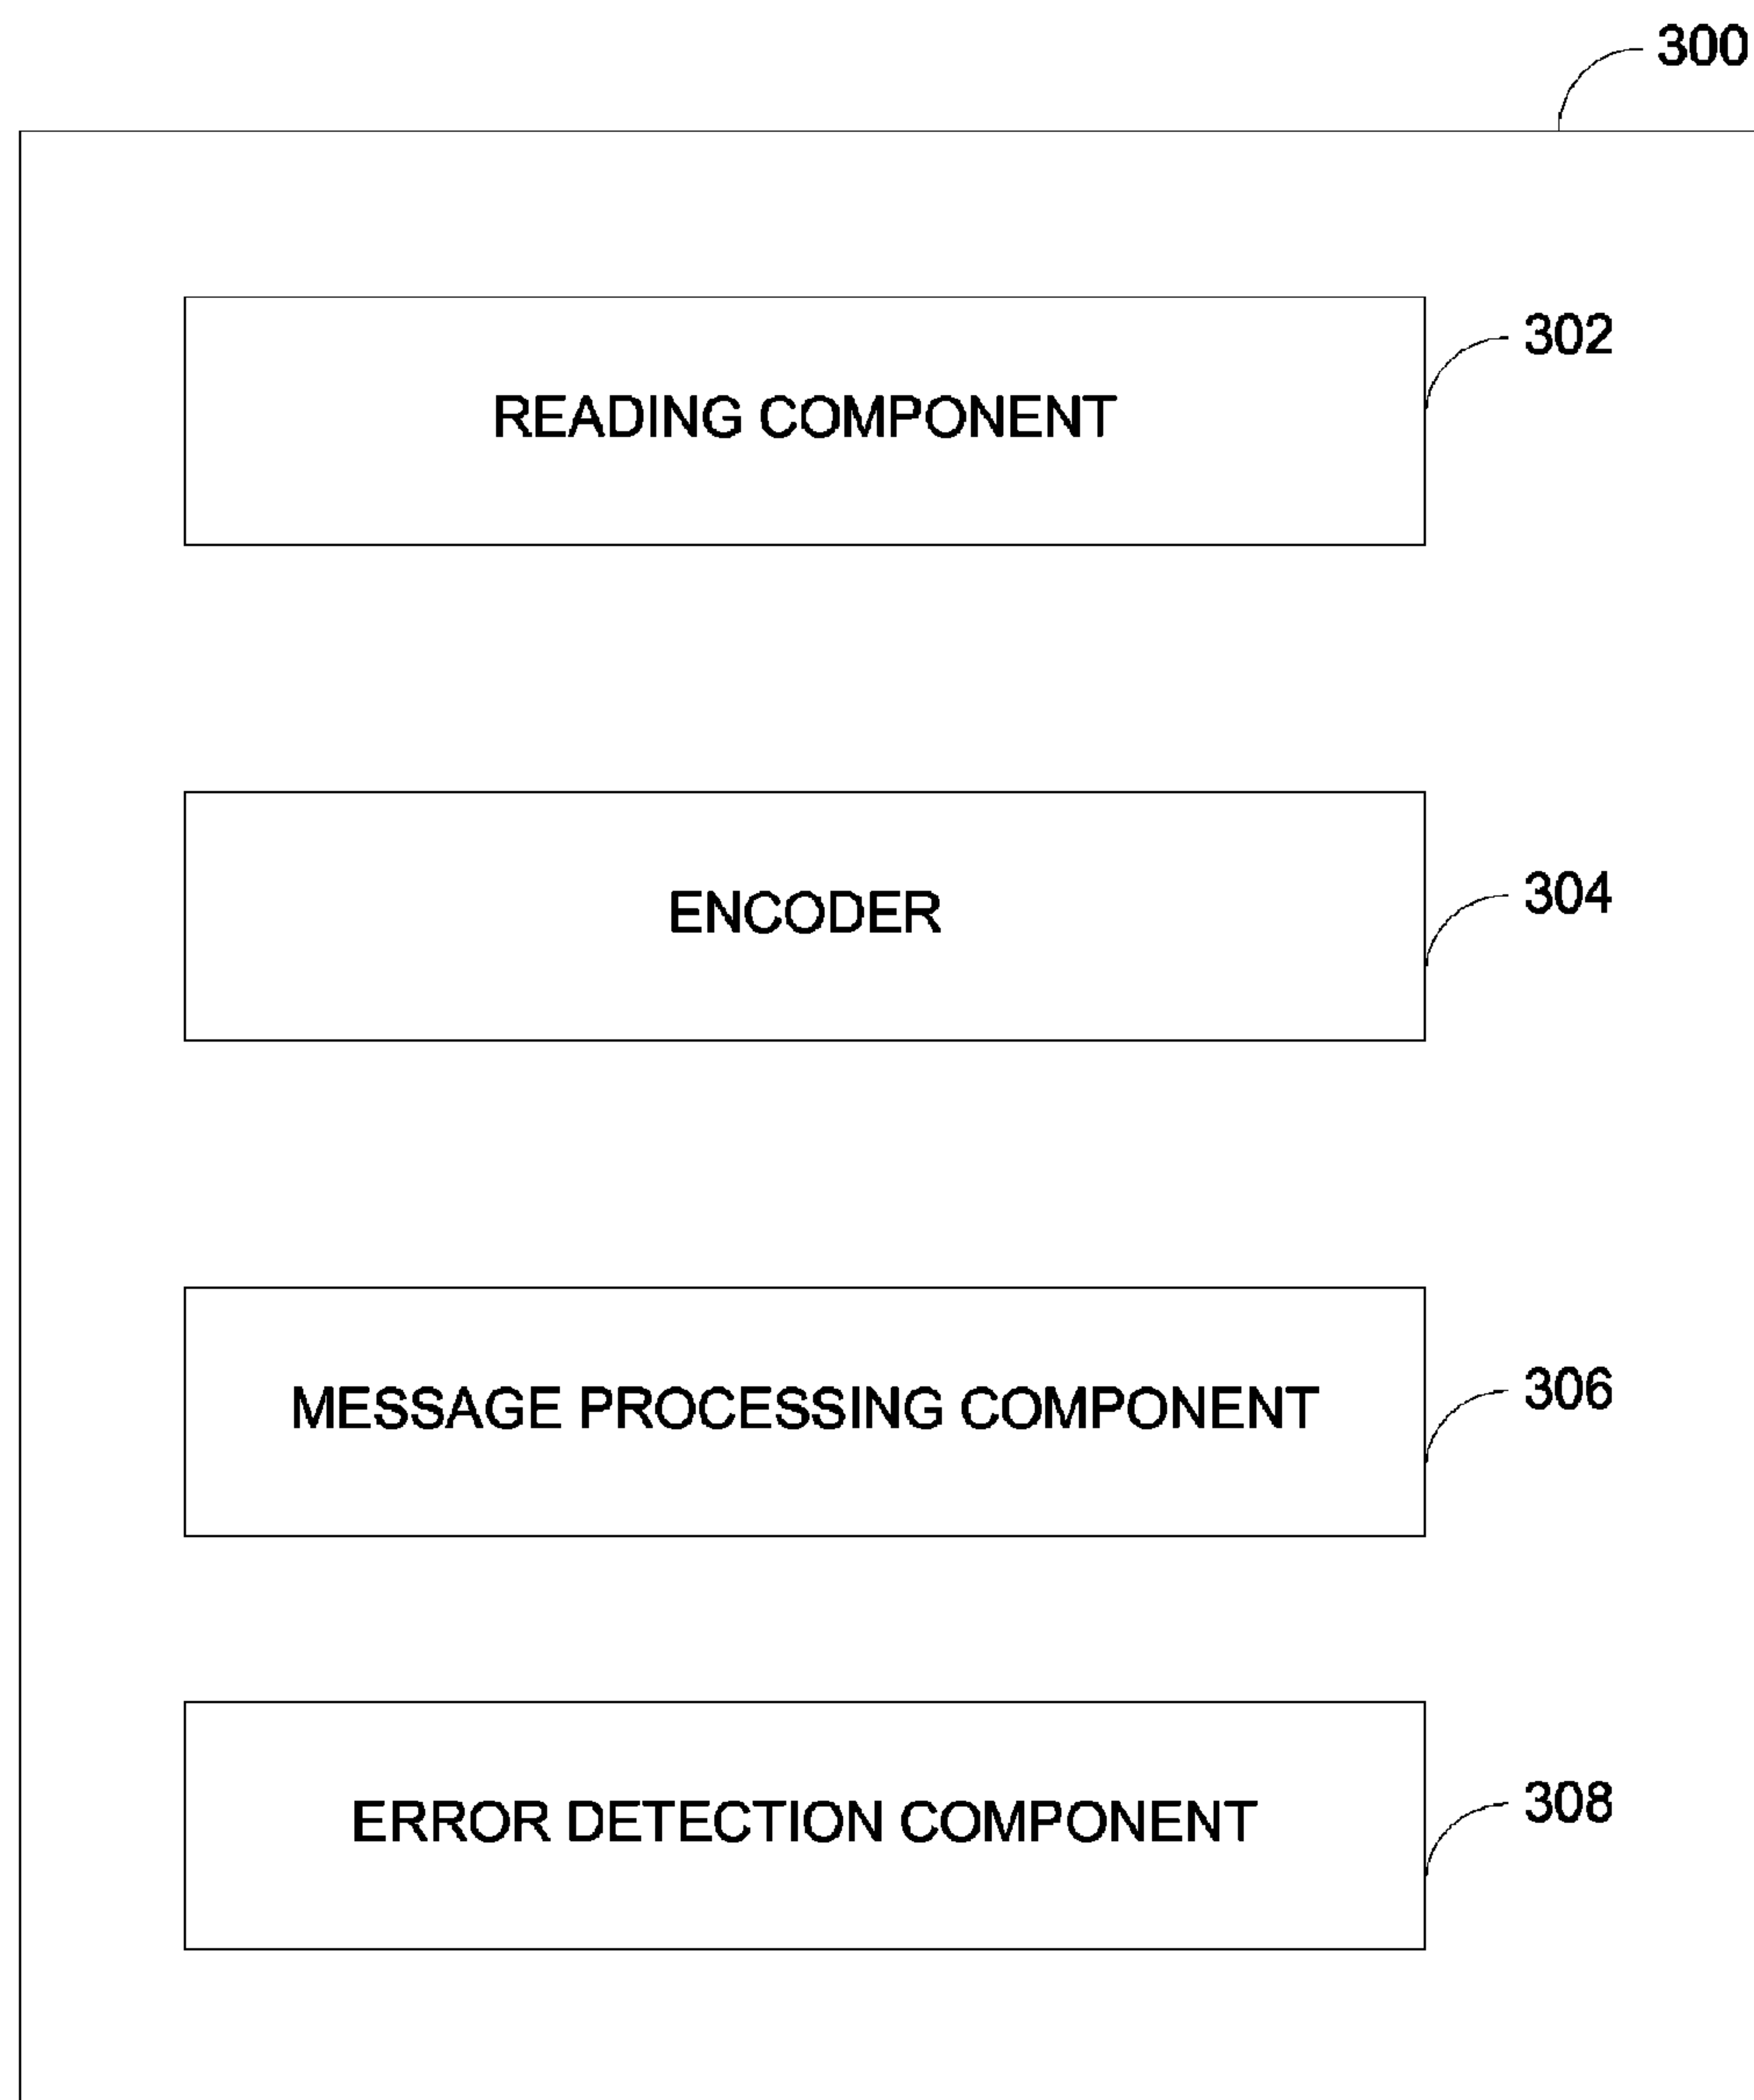 300
READING COMPONENT
302
ENCODER
304
MESSAGE PROCESSING COMPONENT
306
ERROR DETECTION COMPONENT
308